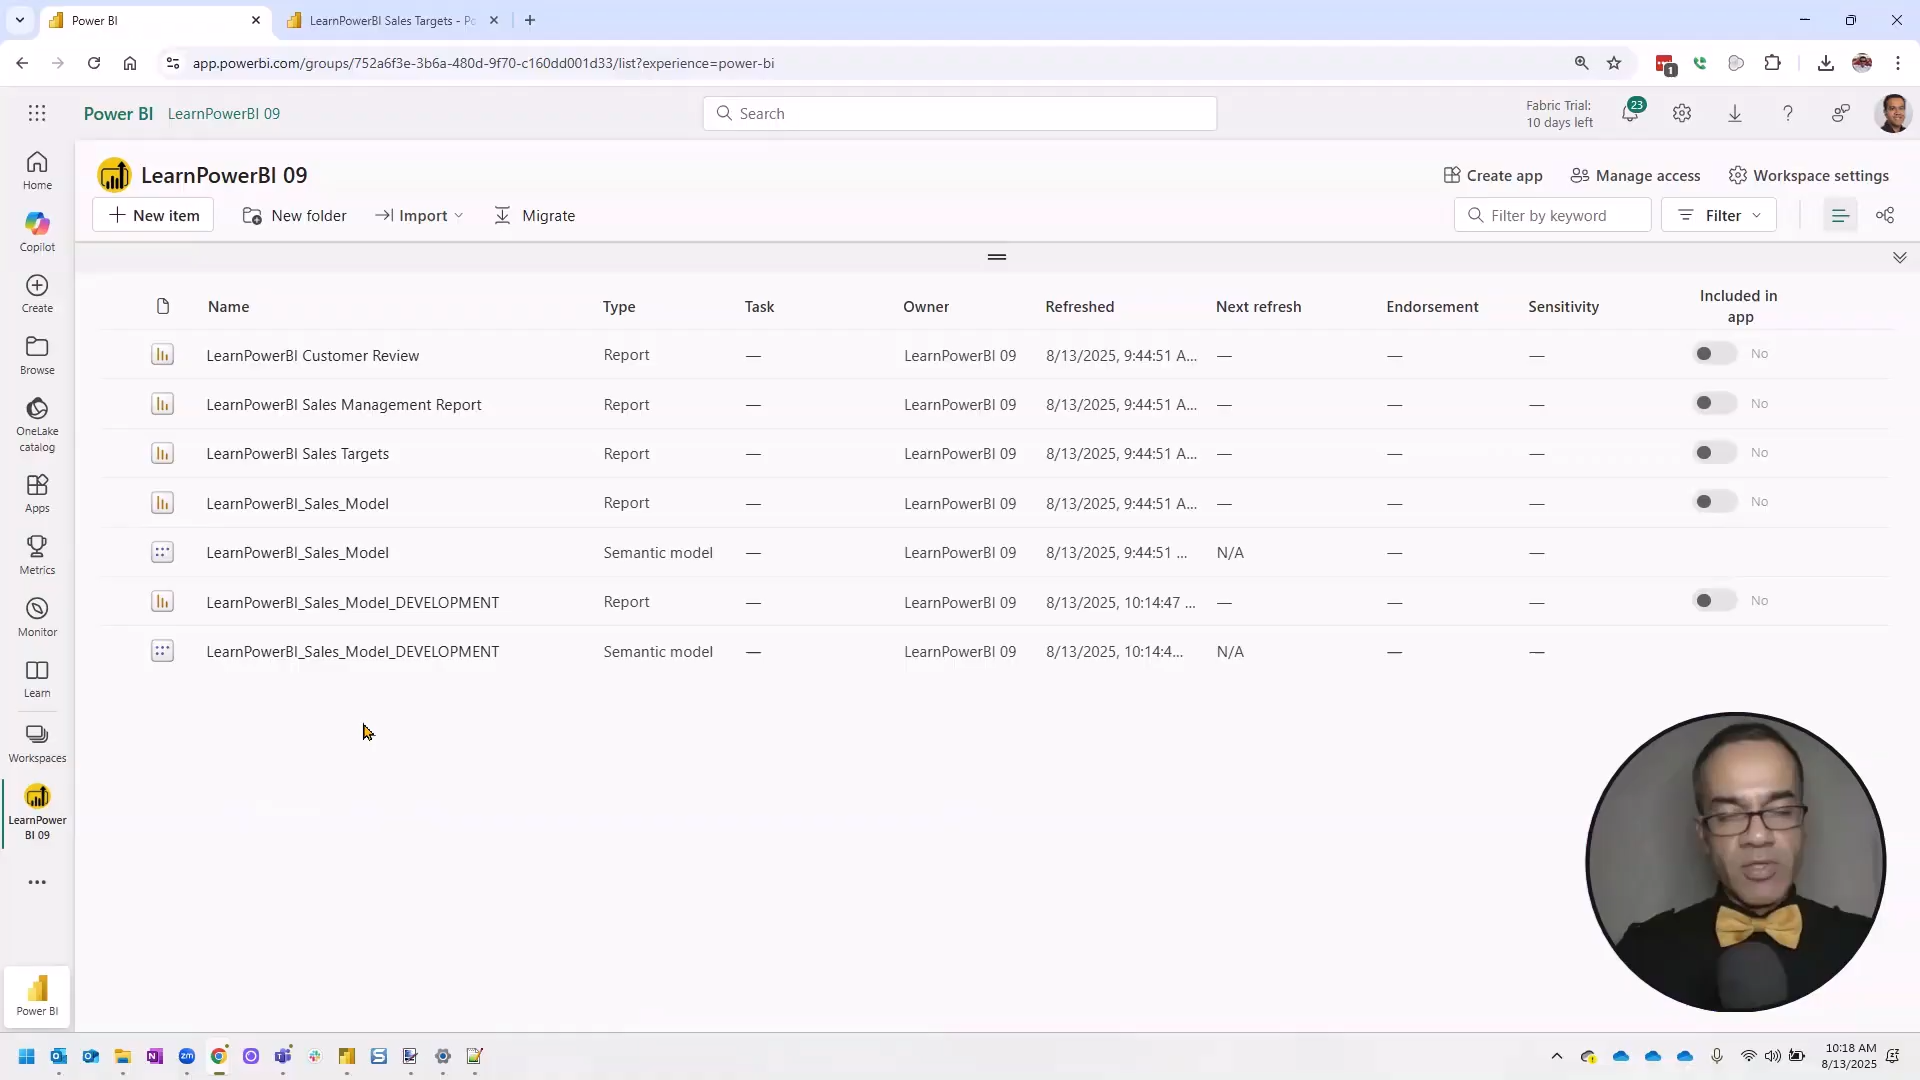 Power BI
LearnPowerBI Sales Targets - Po
app.powerbi.com/groups/752a6f3e-3b6a-480d-9f70-c160dd001d33/list?experience=power-bi
1
Power BI LearnPowerBI 09
Search
Fabric Trial:
10 days left
23
LearnPowerBI 09
Create app
Manage access
Workspace settings
New item
New folder
Import
Migrate
Filter by keyword
Filter
Home
Copilot
Create
Browse
OneLake
catalog
Apps
Metrics
Monitor
Learn
Workspaces
LearnPower
BI 09
Power BI
Name Type Task Owner Refreshed Next refresh Endorsement Sensitivity Included in
app
LearnPowerBI Customer Review Report — LearnPowerBI 09 8/13/2025, 9:44:51 A... — — — No
LearnPowerBI Sales Management Report Report — LearnPowerBI 09 8/13/2025, 9:44:51 A... — — — No
LearnPowerBI Sales Targets Report — LearnPowerBI 09 8/13/2025, 9:44:51 A... — — — No
LearnPowerBI_Sales_Model Report — LearnPowerBI 09 8/13/2025, 9:44:51 A... — — — No
LearnPowerBI_Sales_Model Semantic model — LearnPowerBI 09 8/13/2025, 9:44:51 ... N/A — —
LearnPowerBI_Sales_Model_DEVELOPMENT Report — LearnPowerBI 09 8/13/2025, 10:14:47 ... — — — No
LearnPowerBI_Sales_Model_DEVELOPMENT Semantic model — LearnPowerBI 09 8/13/2025, 10:14:4... N/A — —
zm
10:18 AM
8/13/2025